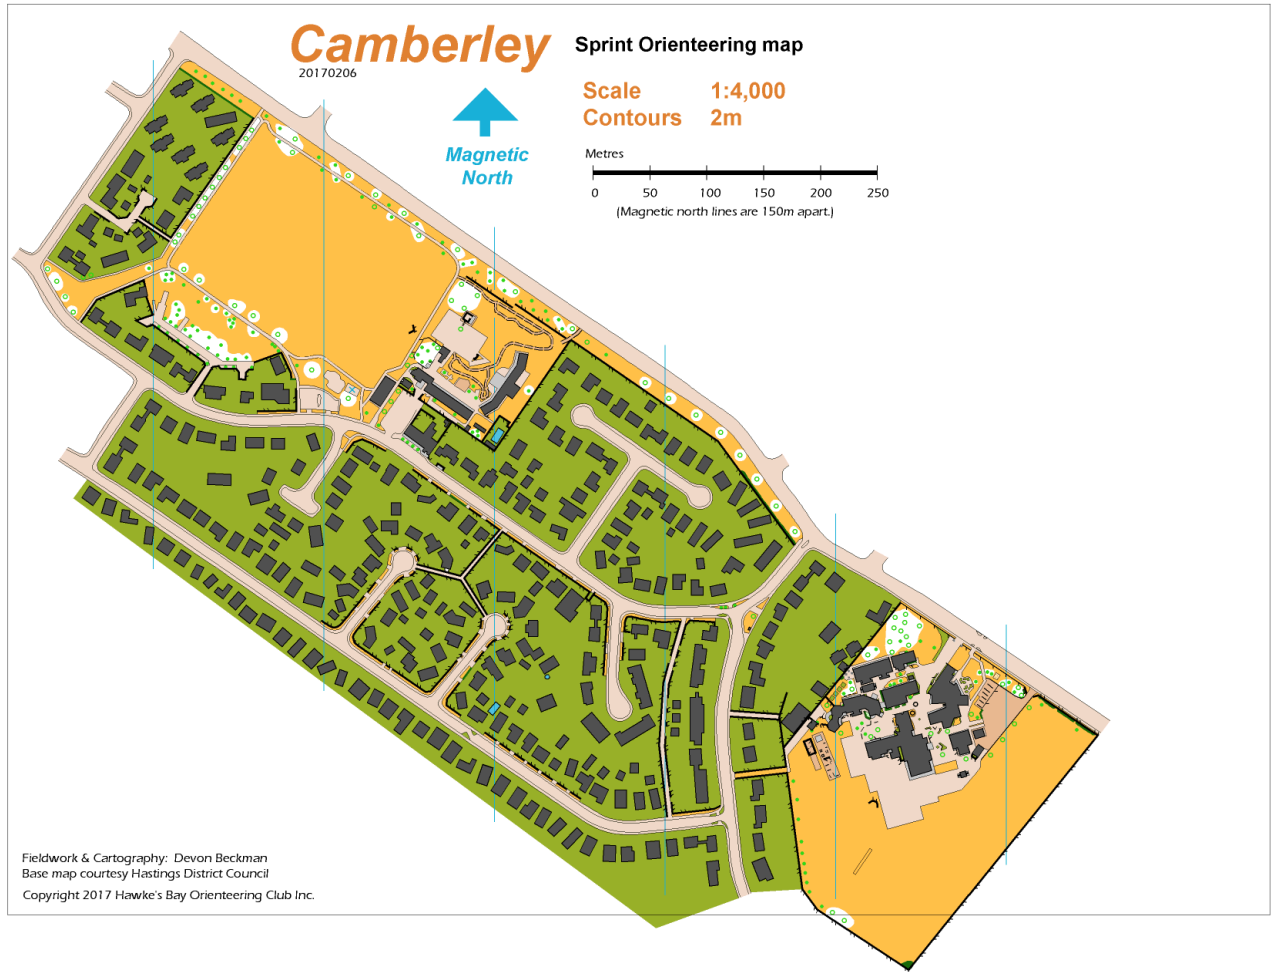 Camberley
Sprint Orienteering map
20170206
Scale 1:4,000
Contours 2m
Magnetic
North
Metres
0 50 100 150 200 250
(Magnetic north lines are 150m apart.)
Fieldwork & Cartography: Devon Beckman
Base map courtesy Hastings District Council
Copyright 2017 Hawke's Bay Orienteering Club Inc.